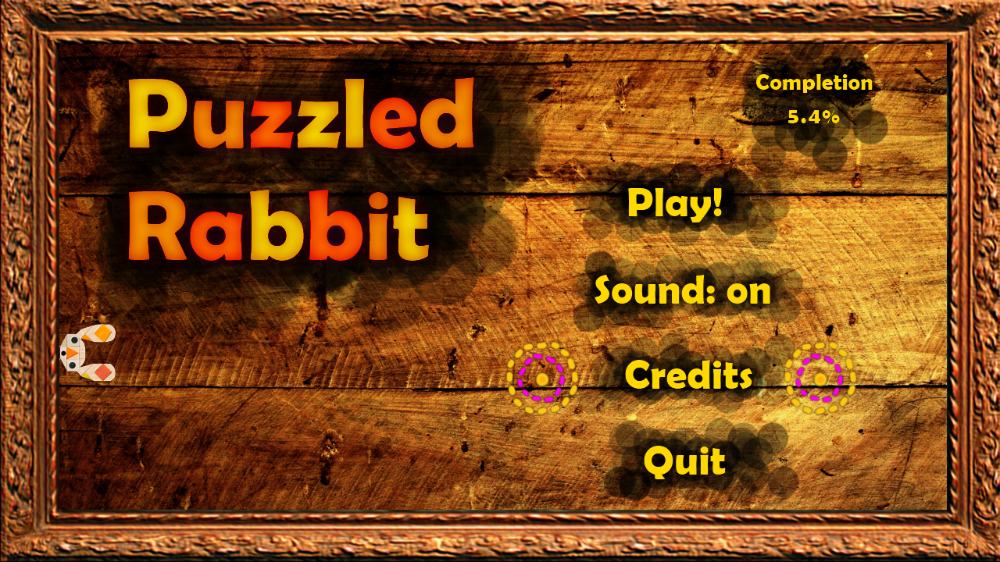 Puzzled
Rabbit
Completion
5.4%
Play!
Sound: on
Credits
Quit